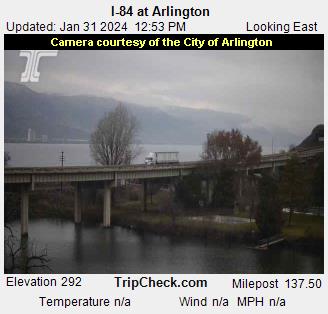 I-84 at Arlington
Updated: Jan 31 2024 12:53 PM Looking East
Camera courtesy of the City of Arlington
Elevation 292 TripCheck.com Milepost 137.50
Temperature n/a Wind n/a MPH n/a